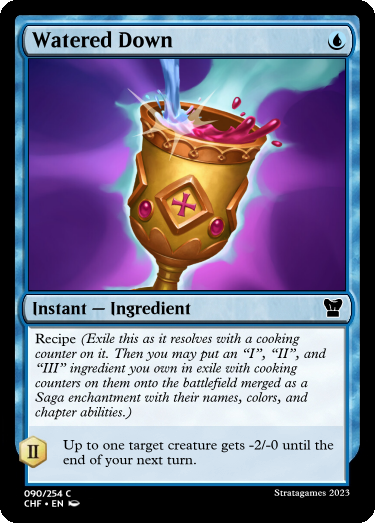 Watered Down
Instant — Ingredient
Recipe (Exile this as it resolves with a cooking
counter on it. Then you may put an “I”, “II”, and
“III” ingredient you own in exile with cooking
counters on them onto the battlefield merged as a
Saga enchantment with their names, colors, and
chapter abilities.)
II
Up to one target creature gets -2/-0 until the
end of your next turn.
090/254 C
CHF • EN
Stratagames 2023